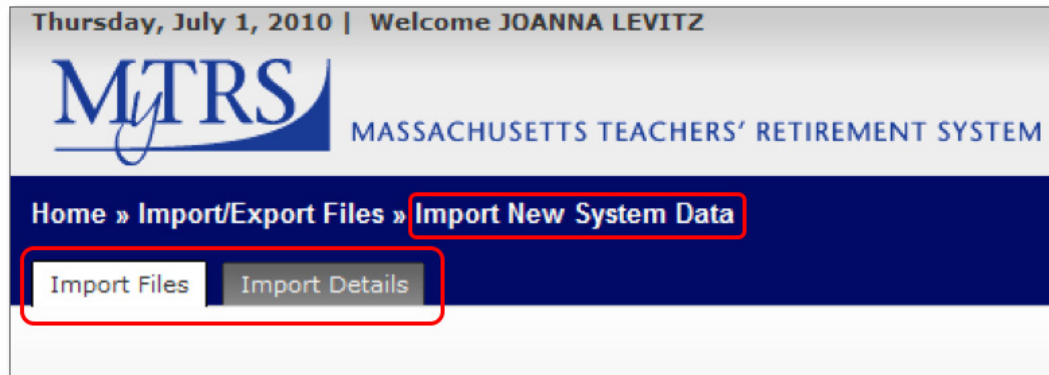 Thursday, July 1, 2010 | Welcome JOANNA LEVITZ
MyTRS
MASSACHUSETTS TEACHERS' RETIREMENT SYSTEM
Home » Import/Export Files » Import New System Data
Import Files Import Details